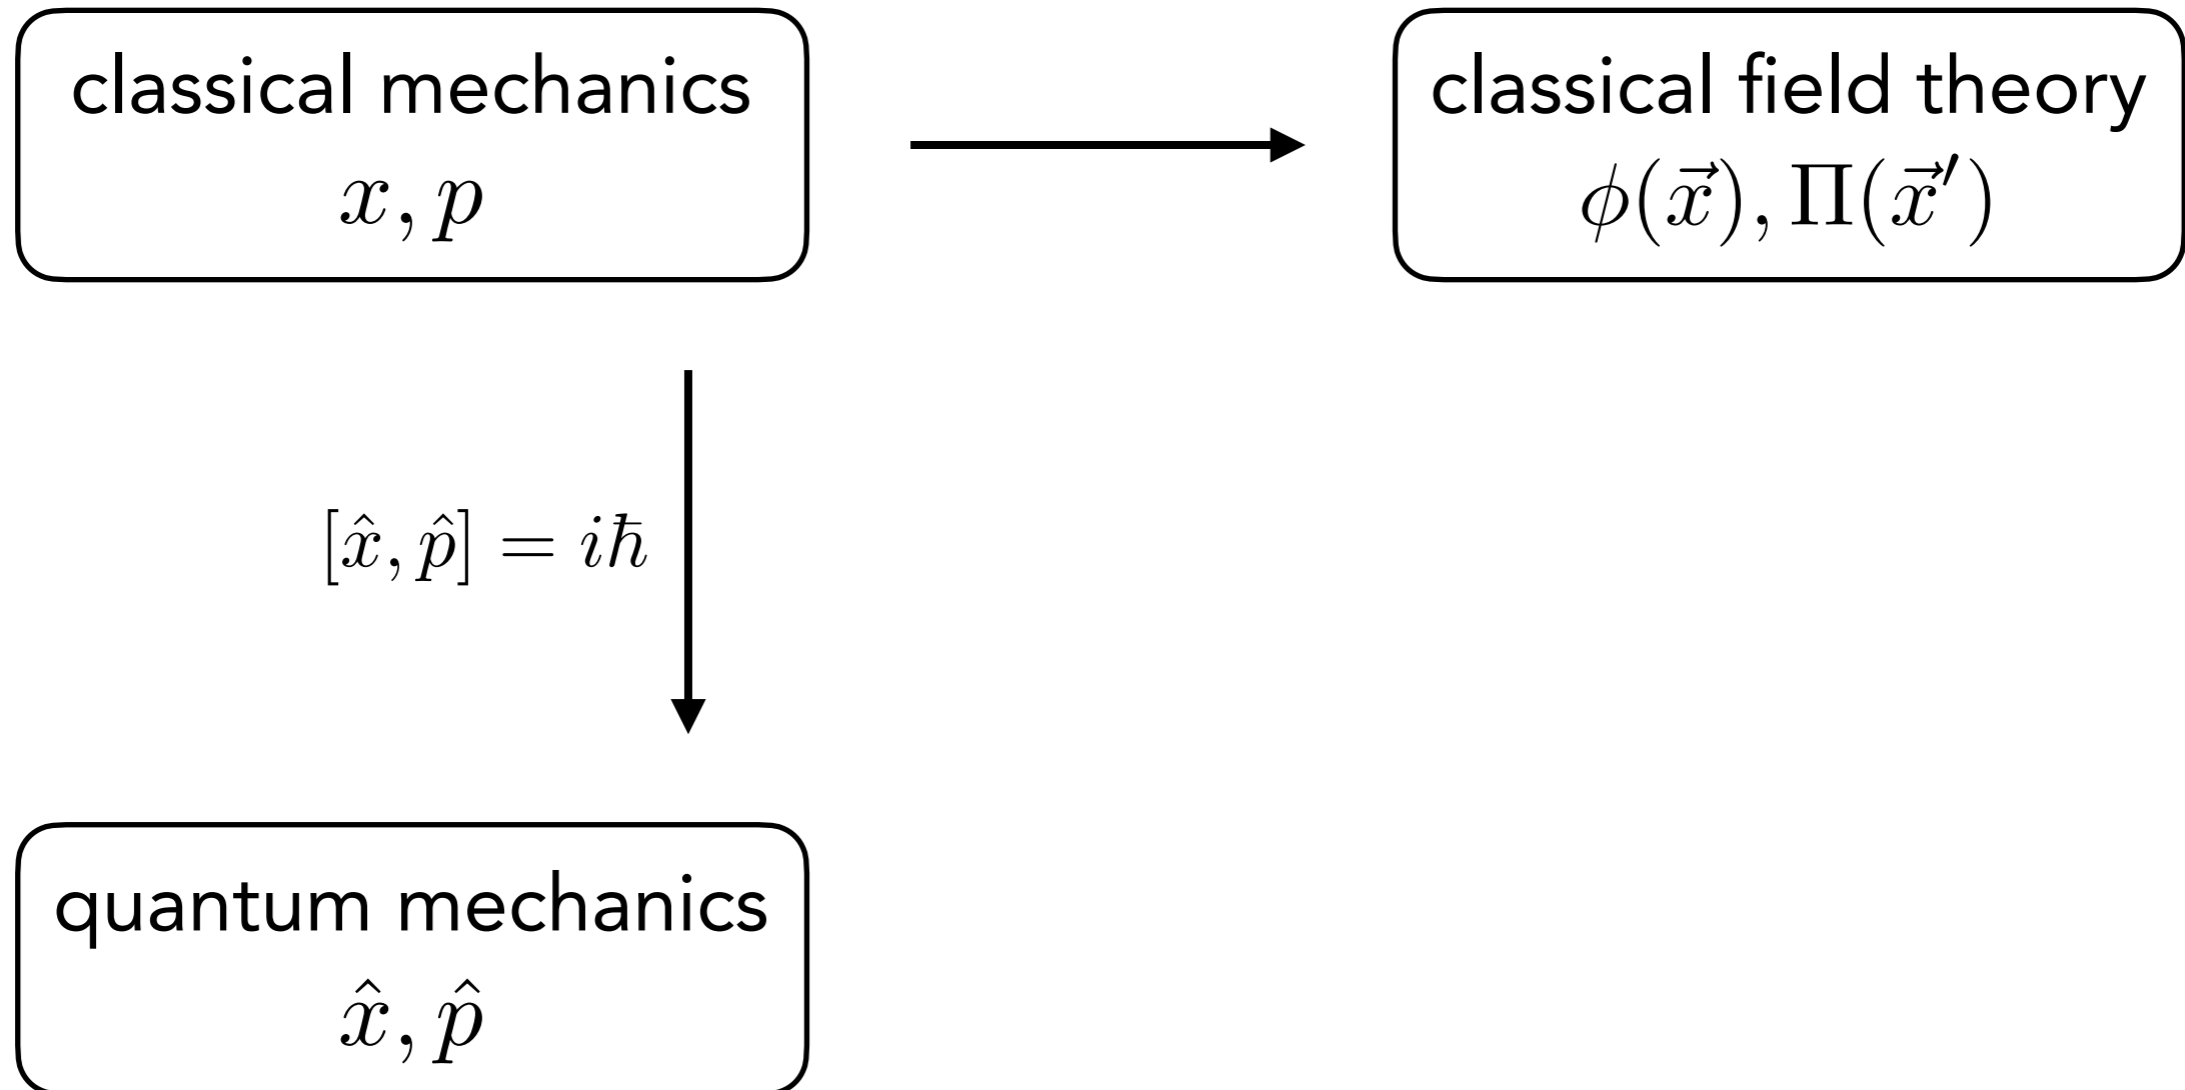 classical mechanics
x, p
classical field theory
ϕ(x⃗), Π(x⃗′)
[x̂, p̂] = iħ
quantum mechanics
x̂, p̂